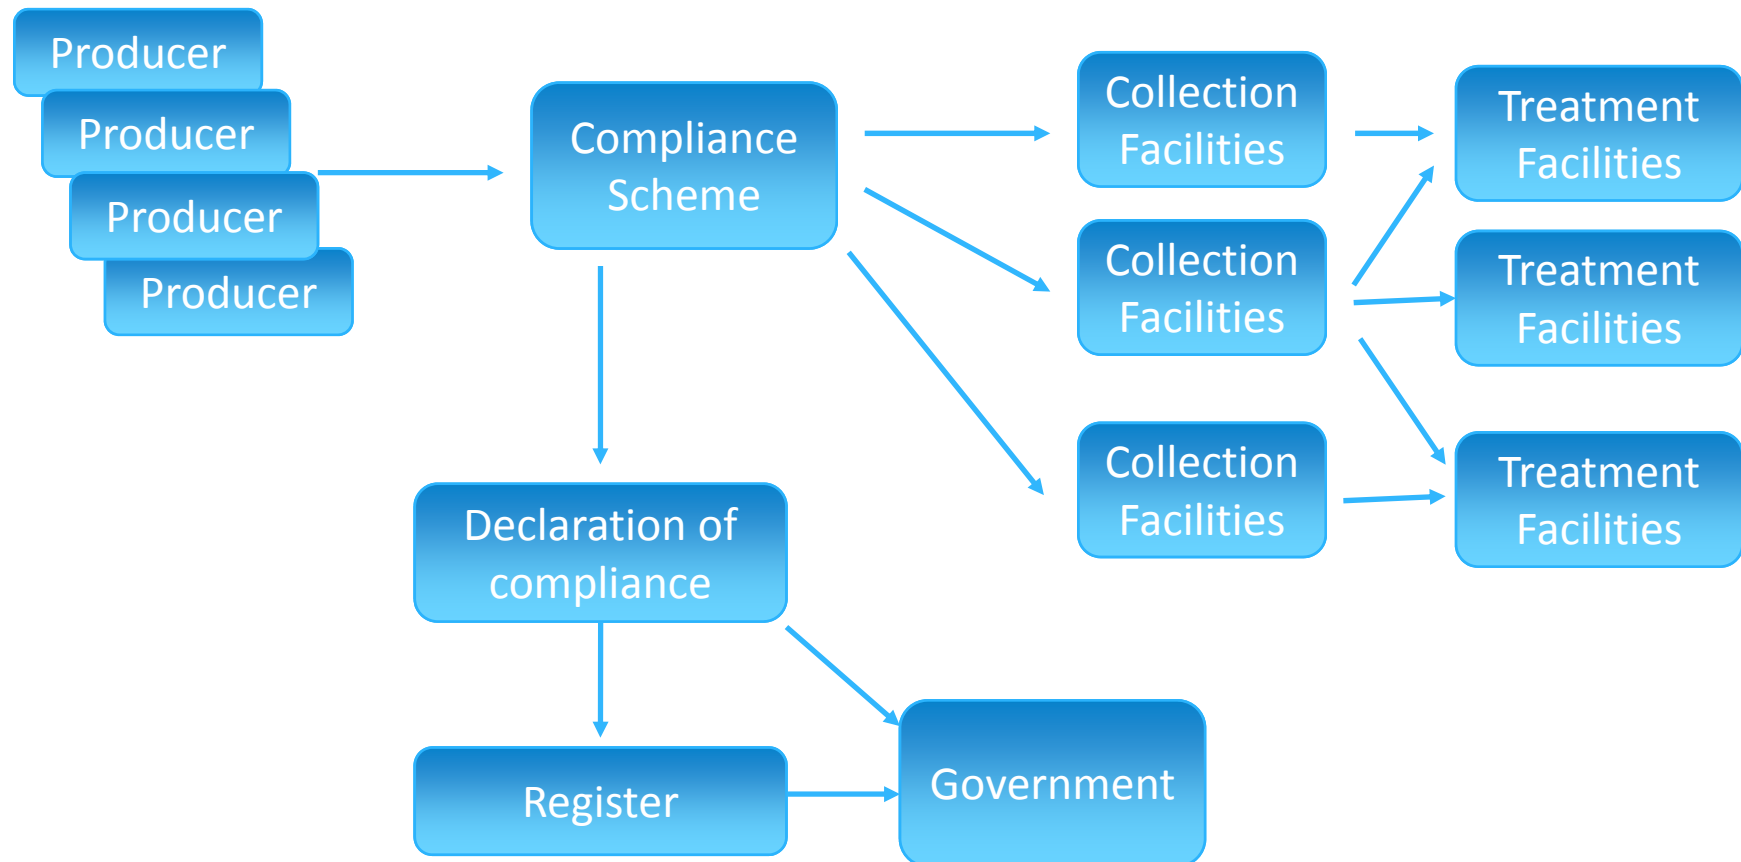 Producer
Producer
Producer
Producer
Compliance
Scheme
Collection
Facilities
Treatment
Facilities
Collection
Facilities
Treatment
Facilities
Collection
Facilities
Treatment
Facilities
Declaration of
compliance
Register
Government